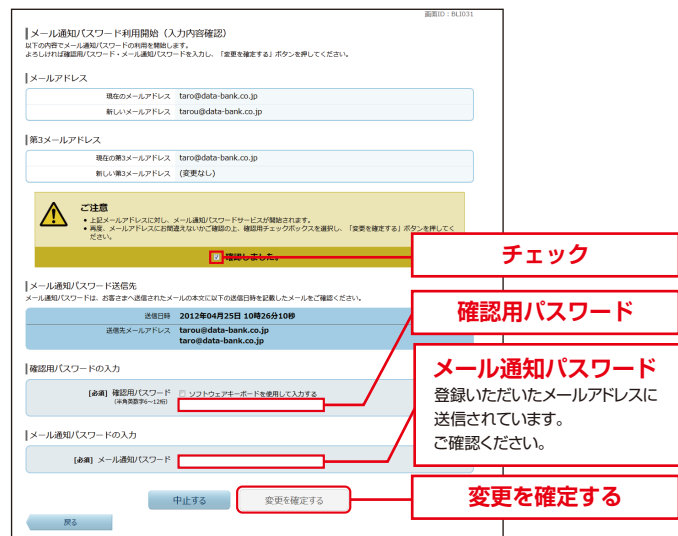 画面ID：BLI031
メール通知パスワード利用開始（入力内容確認）
以下の内容でメール通知パスワードの利用を開始します。
よろしければ確認用パスワード・メール通知パスワードを入力し、「変更を確定する」ボタンを押してください。
メールアドレス
現在のメールアドレス taro@data-bank.co.jp
新しいメールアドレス tarou@data-bank.co.jp
第3メールアドレス
現在の第3メールアドレス taro@data-bank.co.jp
新しい第3メールアドレス (変更なし)
ご注意
• 上記メールアドレスに対し、メール通知パスワードサービスが開始されます。
• 再度、メールアドレスにお間違えないかご確認の上、確認用チェックボックスを選択し、「変更を確定する」ボタンを押してく
ださい。
確認しました。
チェック
メール通知パスワード送信先
メール通知パスワードは、お客さまへ送信されたメールの本文に以下の送信日時を記載したメールをご確認ください。
送信日時 2012年04月25日 10時26分10秒
送信先メールアドレス tarou@data-bank.co.jp
taro@data-bank.co.jp
確認用パスワード
確認用パスワードの入力
[必須] 確認用パスワード ソフトウェアキーボードを使用して入力する
(半角英数字6～12桁)
メール通知パスワード
登録いただいたメールアドレスに
送信されています。
ご確認ください。
メール通知パスワードの入力
[必須] メール通知パスワード
中止する 変更を確定する
変更を確定する
戻る